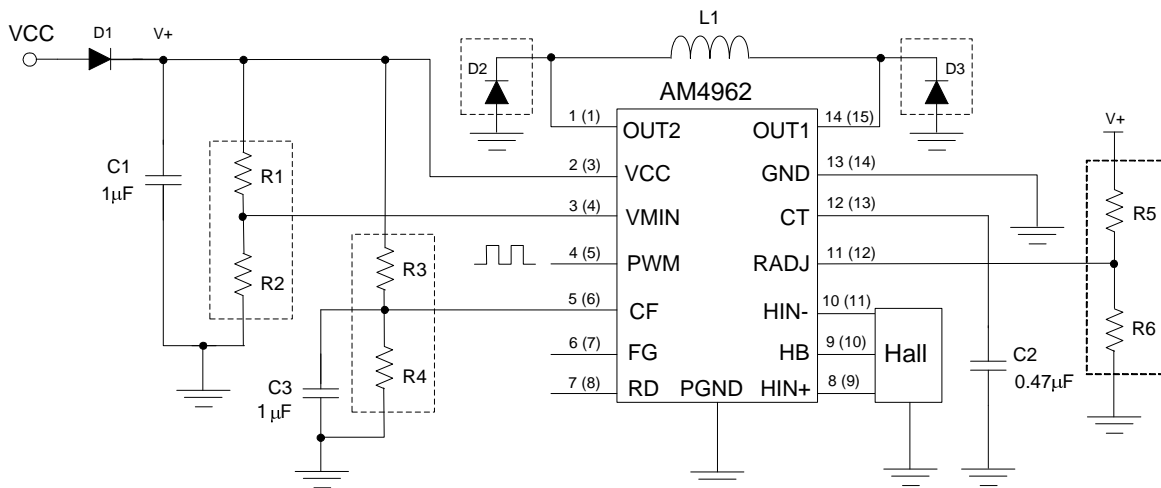 L1
VCC
D1
V+
D2
D3
AM4962
1 (1)
OUT2
14 (15)
OUT1
V+
C1
1µF
R1
2 (3)
VCC
13 (14)
GND
3 (4)
VMIN
12 (13)
CT
R5
R2
4 (5)
PWM
R3
11 (12)
RADJ
5 (6)
CF
10 (11)
HIN-
R6
6 (7)
FG
9 (10)
HB
Hall
C2
0.47µF
C3
1µF
R4
7 (8)
RD
PGND
8 (9)
HIN+